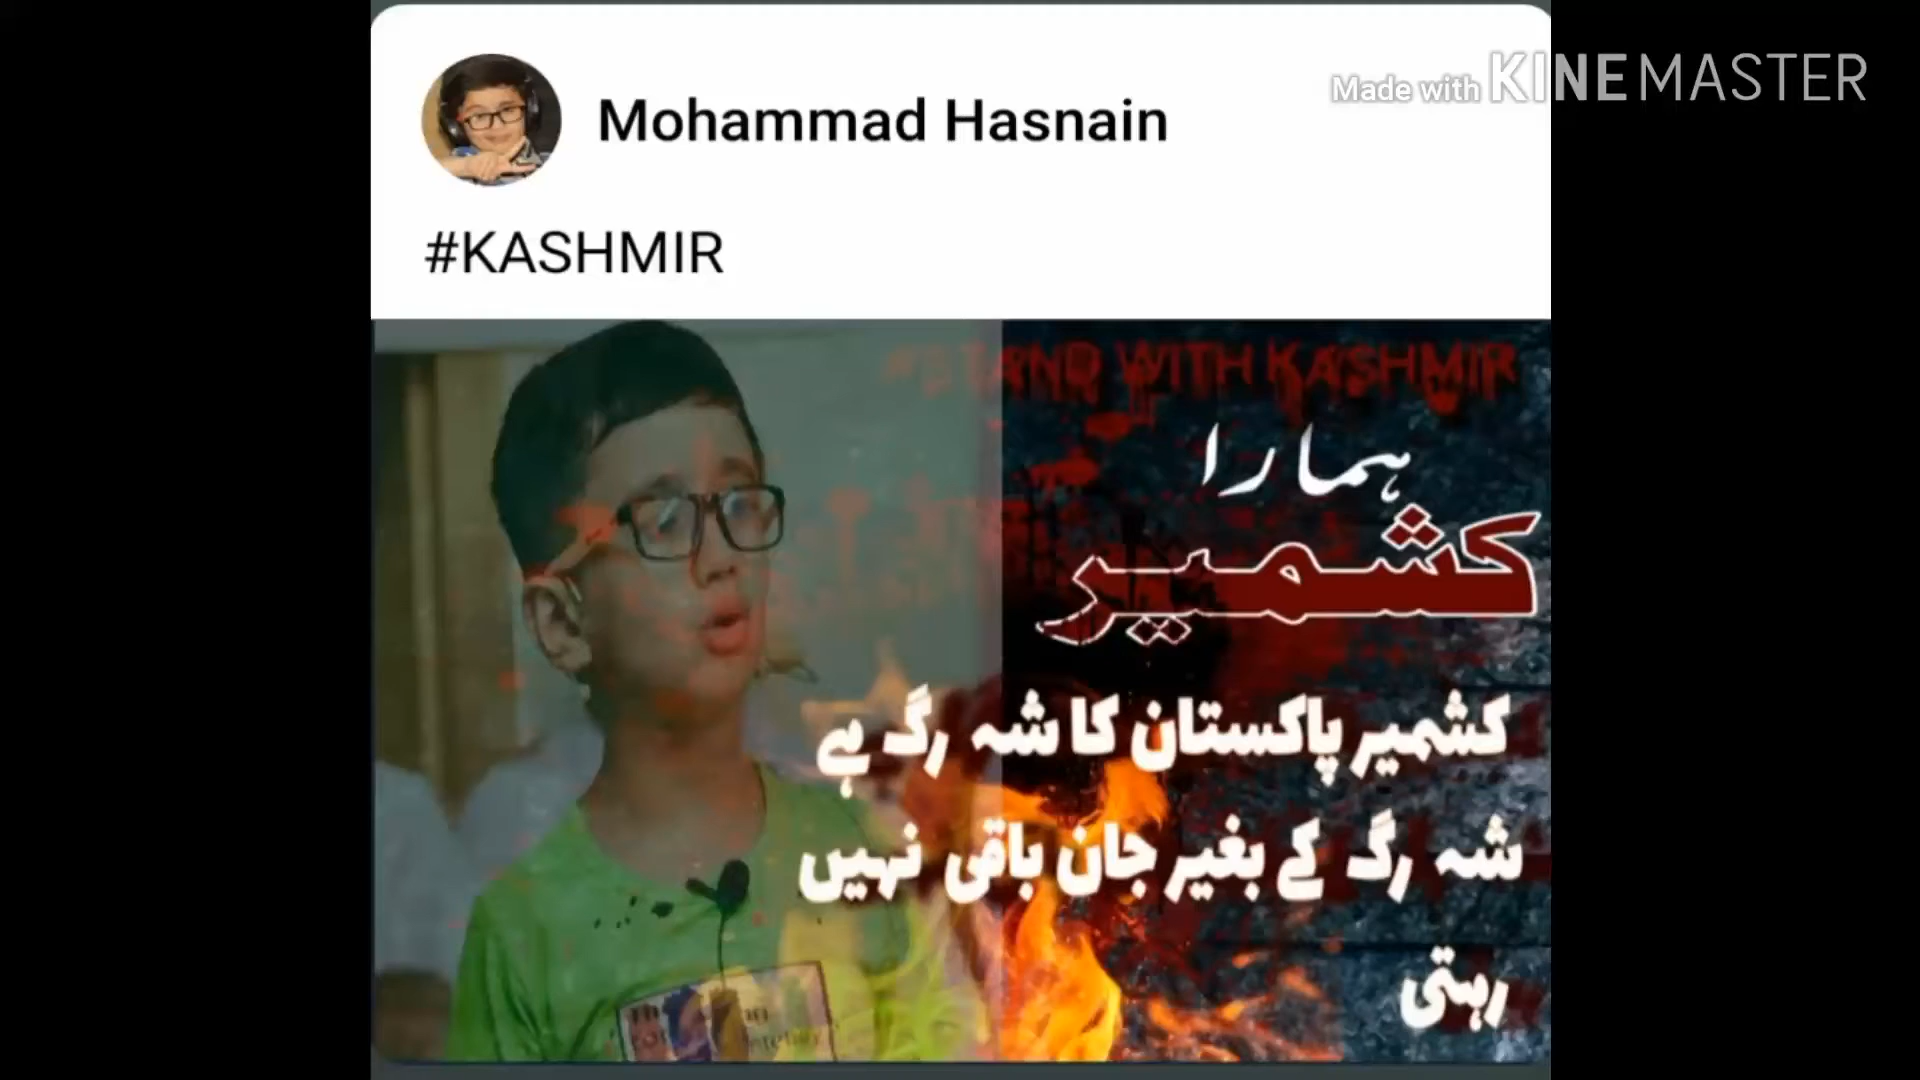 Made with KINEMASTER
Mohammad Hasnain
#KASHMIR
#STAND WITH KASHMIR
ہمارا
کشمیر
کشمیر پاکستان کا شہ رگ ہے
شہ رگ کے بغیر جان باقی نہیں
رہتی